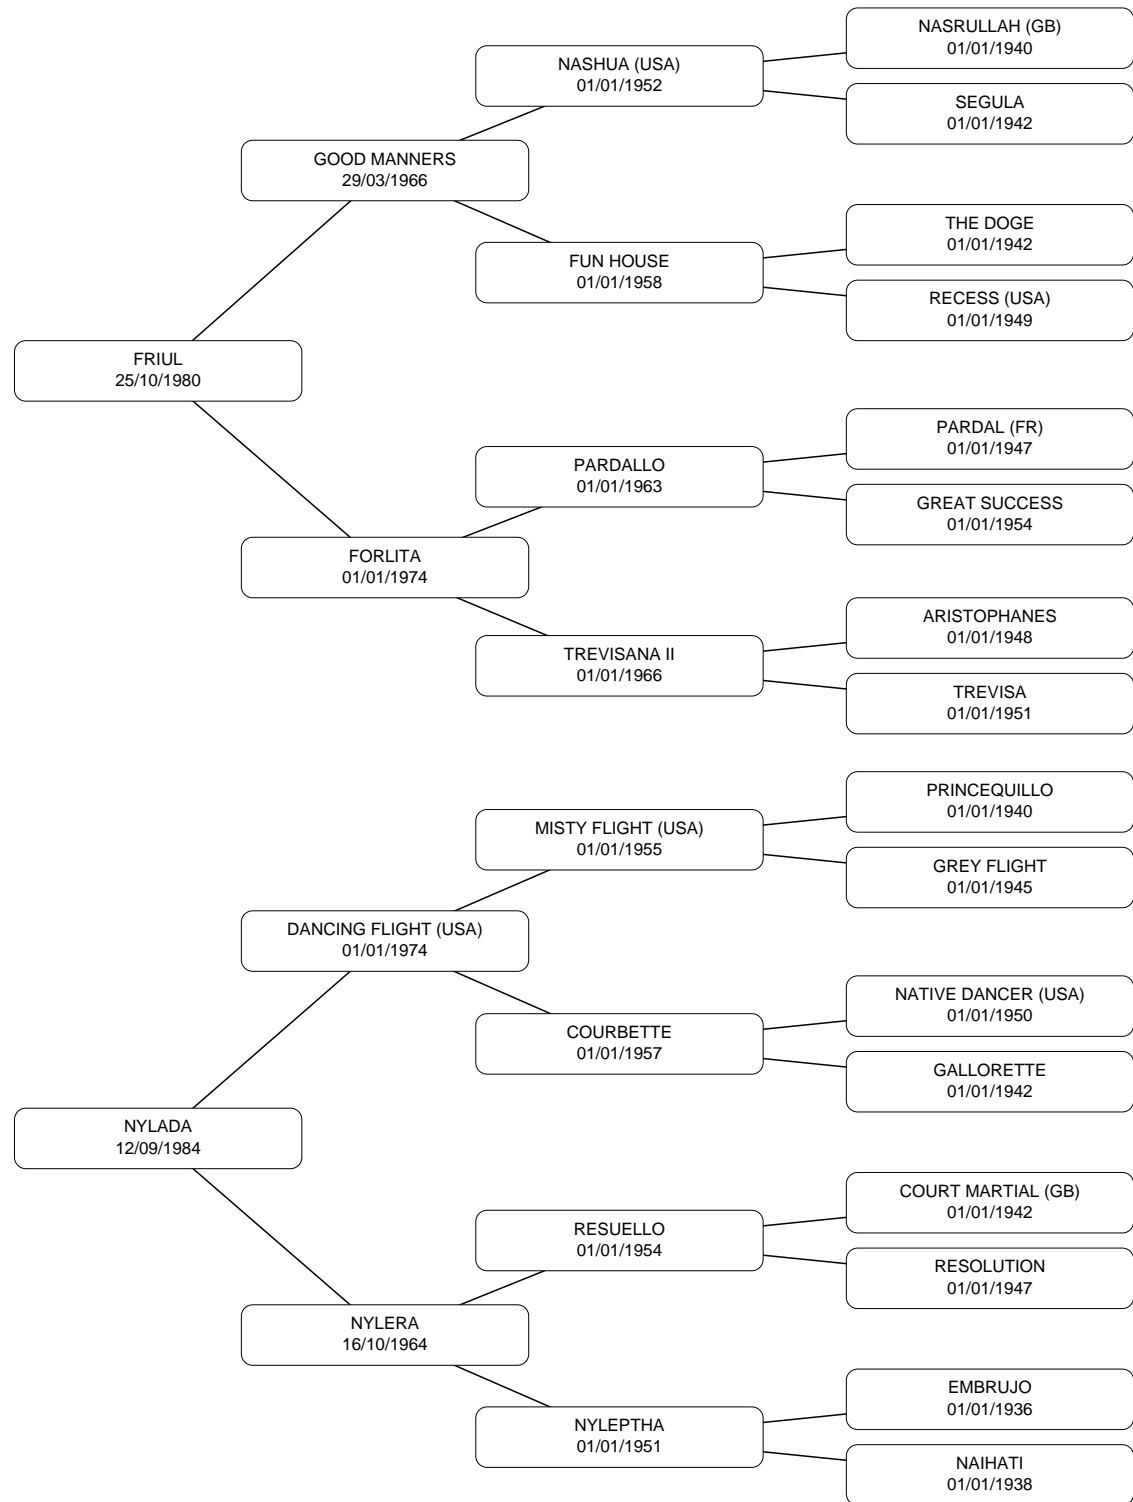 NASRULLAH (GB)
01/01/1940
NASHUA (USA)
01/01/1952
SEGULA
01/01/1942
GOOD MANNERS
29/03/1966
THE DOGE
01/01/1942
FUN HOUSE
01/01/1958
RECESS (USA)
01/01/1949
FRIUL
25/10/1980
PARDAL (FR)
01/01/1947
PARDALLO
01/01/1963
GREAT SUCCESS
01/01/1954
FORLITA
01/01/1974
ARISTOPHANES
01/01/1948
TREVISANA II
01/01/1966
TREVISA
01/01/1951
PRINCEQUILLO
01/01/1940
MISTY FLIGHT (USA)
01/01/1955
GREY FLIGHT
01/01/1945
DANCING FLIGHT (USA)
01/01/1974
NATIVE DANCER (USA)
01/01/1950
COURBETTE
01/01/1957
GALLORETTE
01/01/1942
NYLADA
12/09/1984
COURT MARTIAL (GB)
01/01/1942
RESUELLO
01/01/1954
RESOLUTION
01/01/1947
NYLERA
16/10/1964
EMBRUJO
01/01/1936
NYLEPTHA
01/01/1951
NAIHATI
01/01/1938